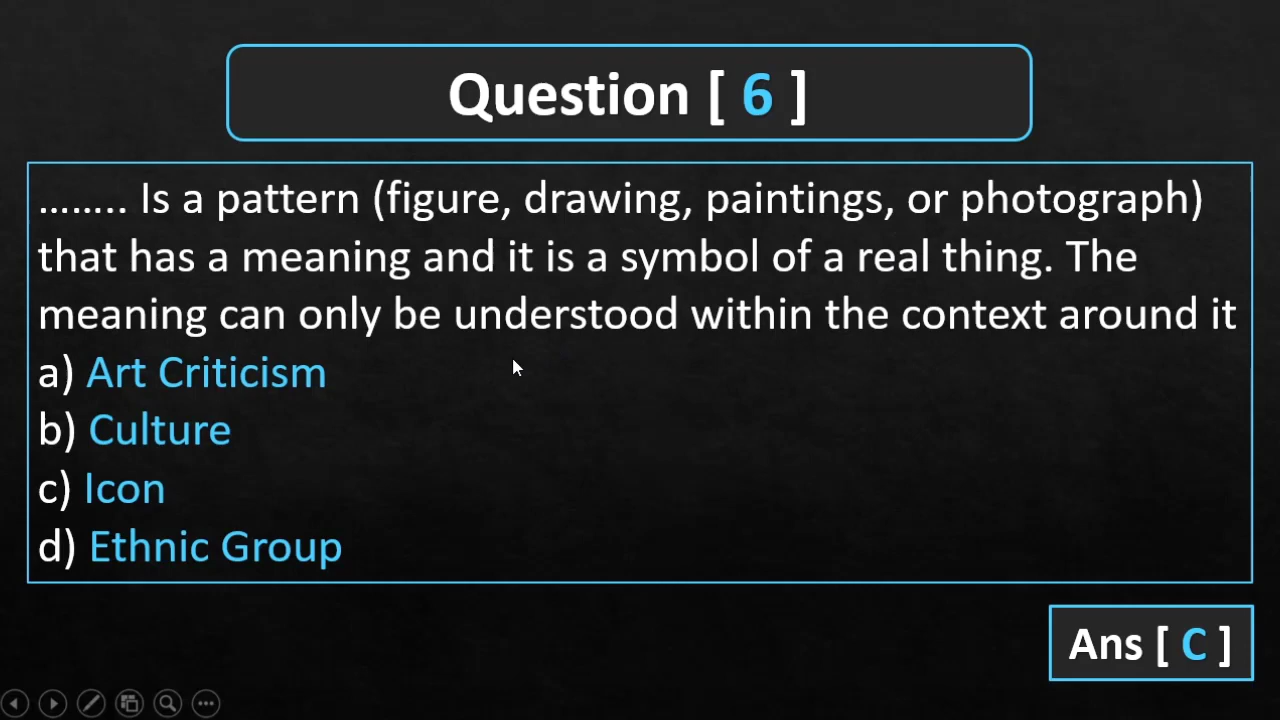 Question [ 6 ]
…….. Is a pattern (figure, drawing, paintings, or photograph)
that has a meaning and it is a symbol of a real thing. The
meaning can only be understood within the context around it
a) Art Criticism
b) Culture
c) Icon
d) Ethnic Group
Ans [ C ]